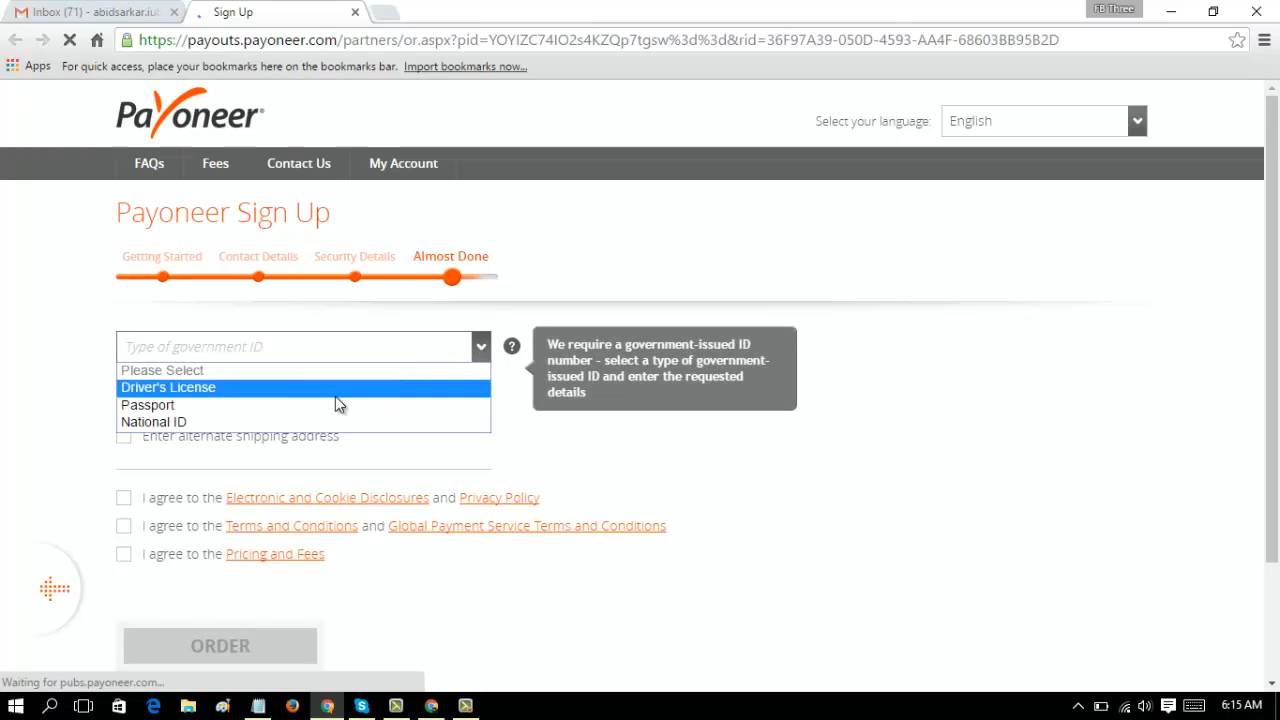 Inbox (71) - abidsarkar.iub
Sign Up
FB Three
https://payouts.payoneer.com/partners/or.aspx?pid=YOYIZC74IO2s4KZQp7tgsw%3d%3d&rid=36F97A39-050D-4593-AA4F-68603BB95B2D
Apps For quick access, place your bookmarks here on the bookmarks bar. Import bookmarks now...
Payoneer
Select your language: English
FAQs Fees Contact Us My Account
Payoneer Sign Up
Getting Started Contact Details Security Details Almost Done
Type of government ID
?
We require a government-issued ID
number - select a type of government-
issued ID and enter the requested
details
Please Select
Driver's License
Passport
National ID
Enter alternate shipping address
I agree to the Electronic and Cookie Disclosures and Privacy Policy
I agree to the Terms and Conditions and Global Payment Service Terms and Conditions
I agree to the Pricing and Fees
ORDER
Waiting for pubs.payoneer.com...
6:15 AM